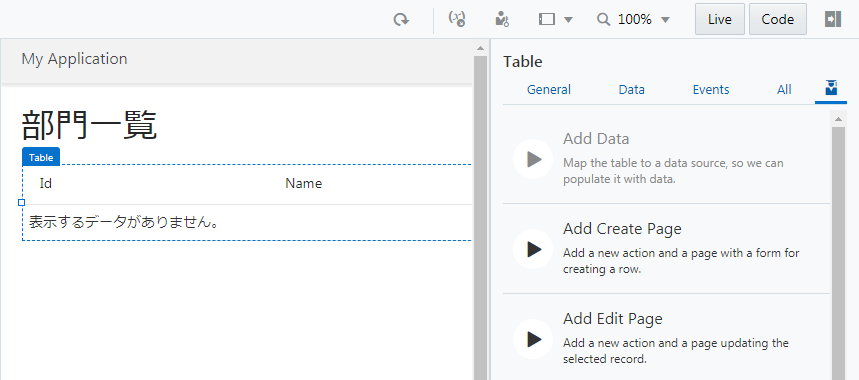 100%
Live
Code
My Application
部門一覧
Table
Id
Name
表示するデータがありません。
Table
General
Data
Events
All
Add Data
Map the table to a data source, so we can
populate it with data.
Add Create Page
Add a new action and a page with a form for
creating a row.
Add Edit Page
Add a new action and a page updating the
selected record.